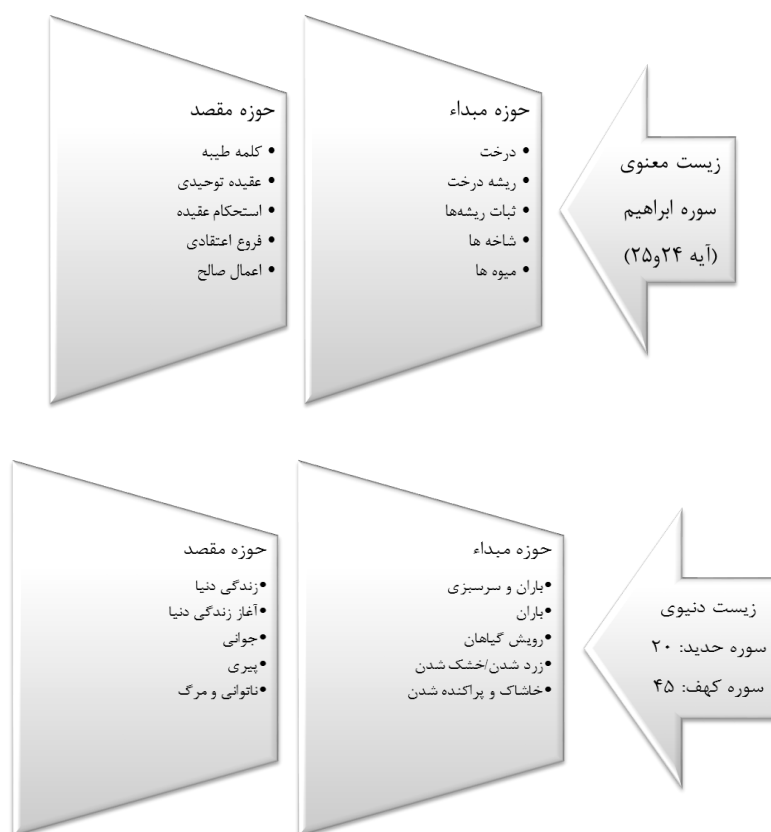 زیست معنوی
سوره ابراهیم
(آیه ۲۴و۲۵)
حوزه مبداء
• درخت
• ریشه درخت
• ثبات ریشه‌ها
• شاخه ها
• میوه ها
حوزه مقصد
• کلمه طیبه
• عقیده توحیدی
• استحکام عقیده
• فروع اعتقادی
• اعمال صالح
زیست دنیوی
سوره حدید: ۲۰
سوره کهف: ۴۵
حوزه مبداء
•باران و سرسبزی
•باران
•رویش گیاهان
•زرد شدن/خشک شدن
•خاشاک و پراکنده شدن
حوزه مقصد
•زندگی دنیا
•آغاز زندگی دنیا
•جوانی
•پیری
•ناتوانی و مرگ